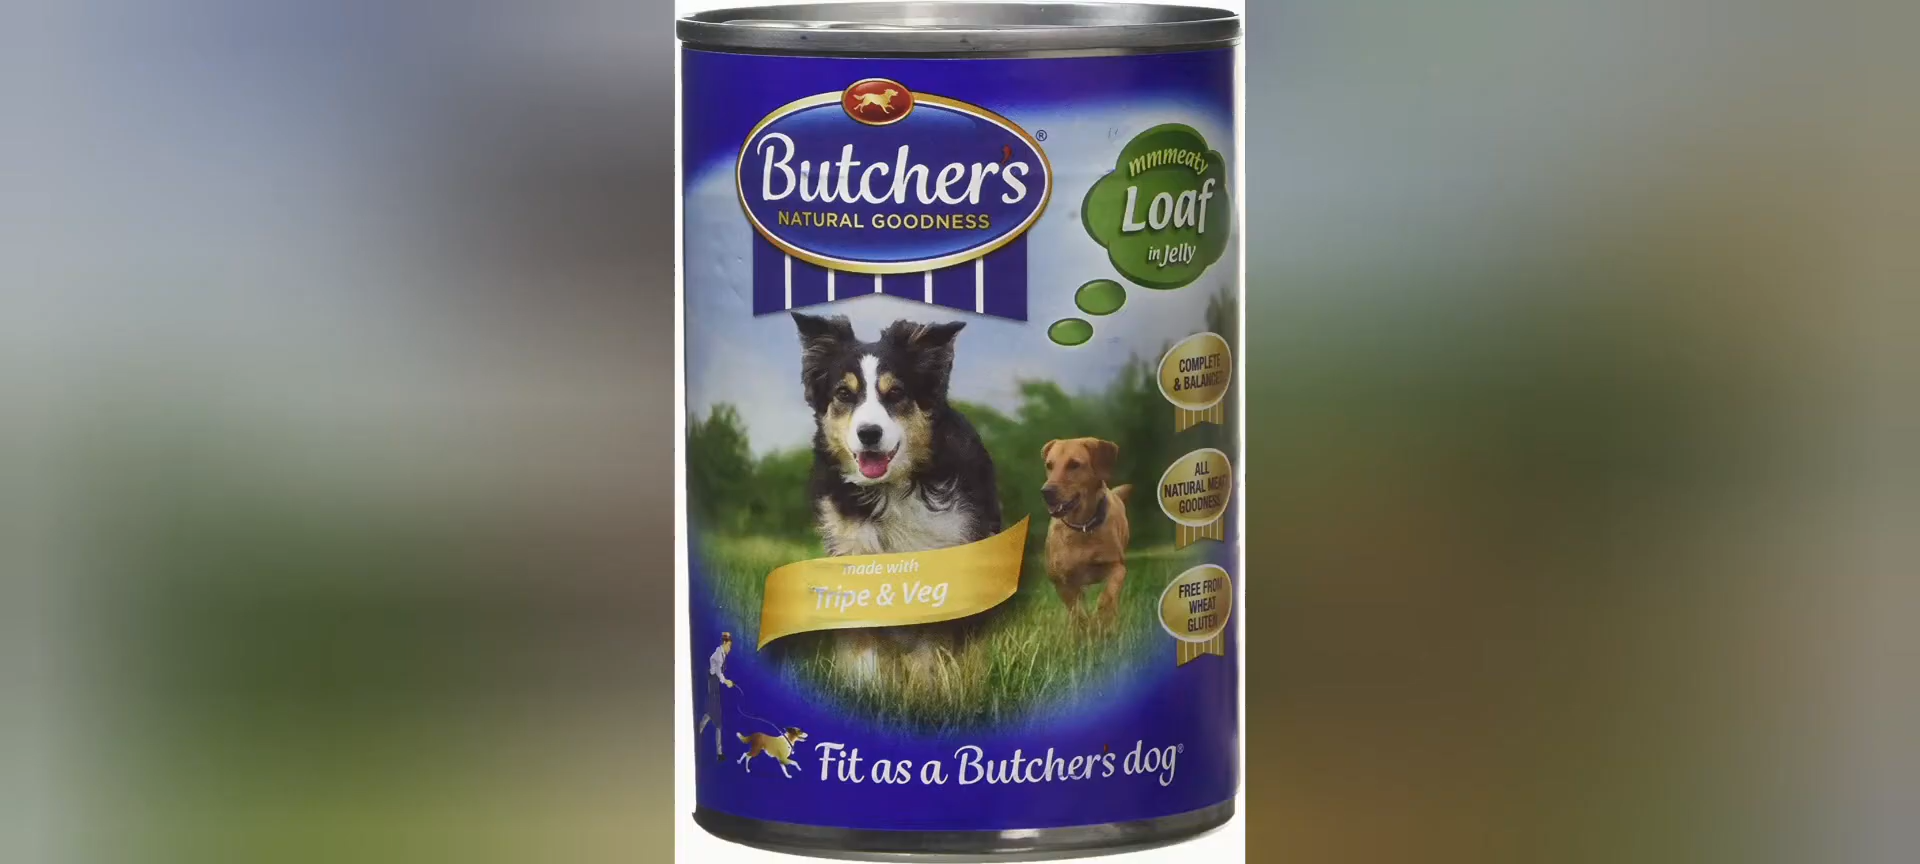 Butcher's
®
NATURAL GOODNESS
mmmeaty
Loaf
in Jelly
COMPLETE
& BALANCED
ALL
NATURAL MEAT
GOODNESS
FREE FROM
WHEAT
GLUTEN
made with
Tripe & Veg
Fit as a Butcher's dog®